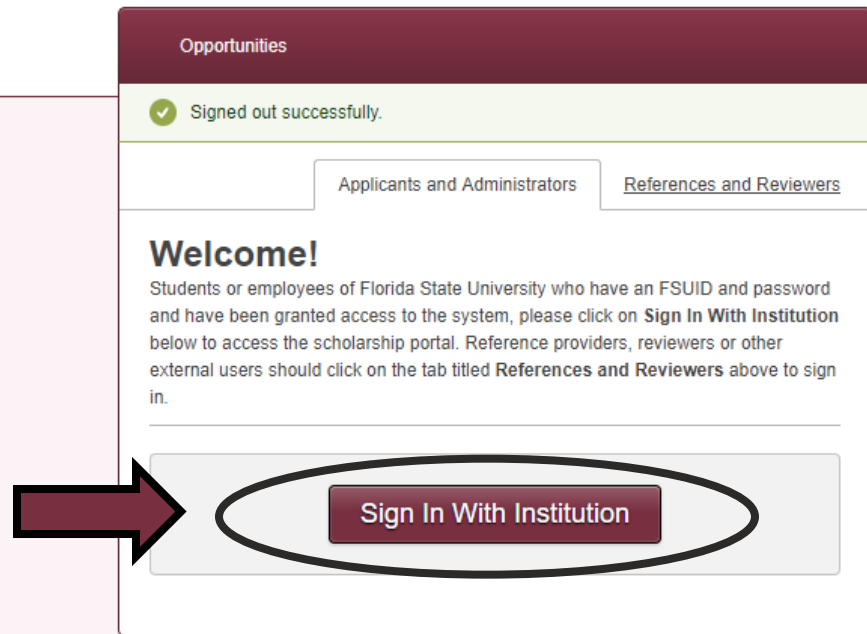 Opportunities
Signed out successfully.
Applicants and Administrators
References and Reviewers
Welcome!
Students or employees of Florida State University who have an FSUID and password
and have been granted access to the system, please click on Sign In With Institution
below to access the scholarship portal. Reference providers, reviewers or other
external users should click on the tab titled References and Reviewers above to sign
in.
Sign In With Institution